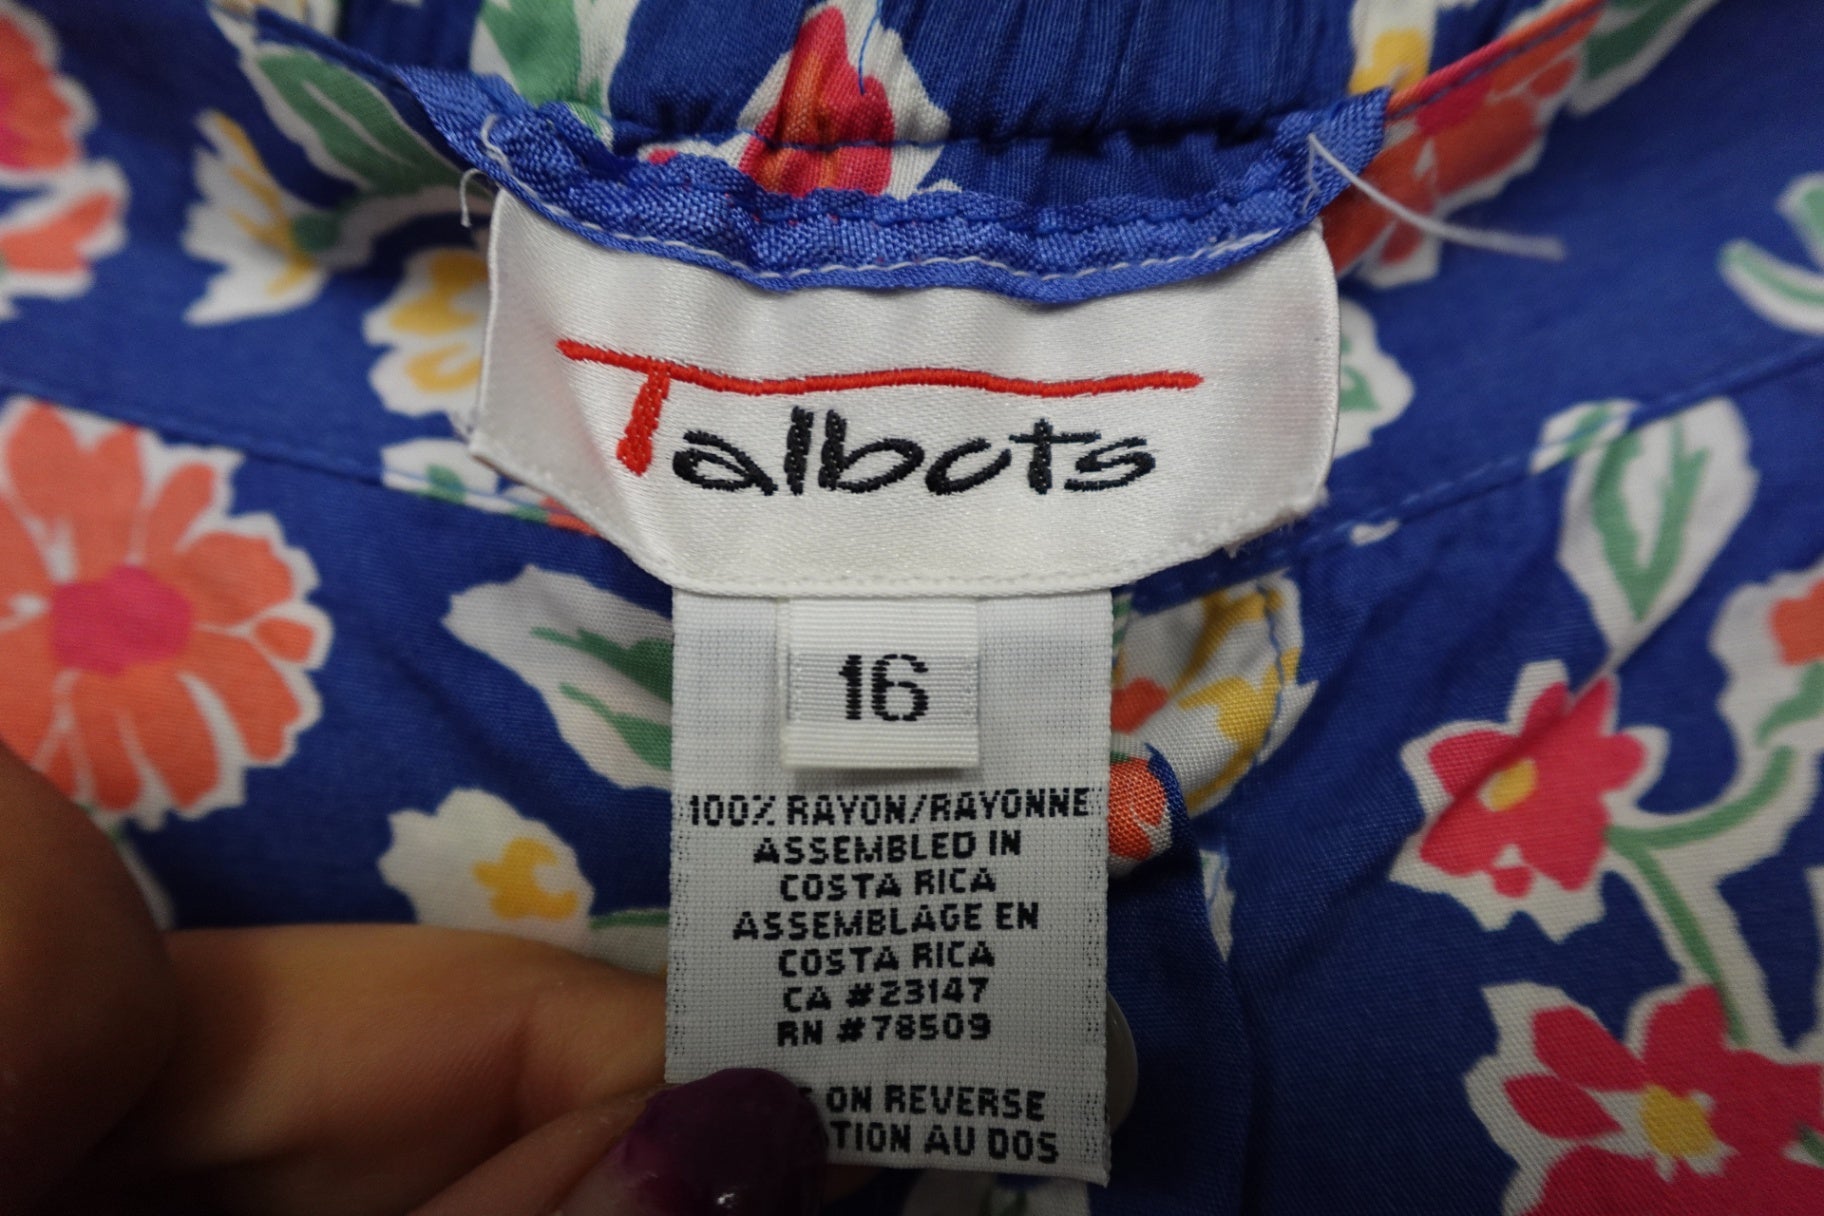 Talbots
16
100% RAYON/RAYONNE
ASSEMBLED IN
COSTA RICA
ASSEMBLAGE EN
COSTA RICA
CA #23147
RN #78509
ON REVERSE
AU DOS